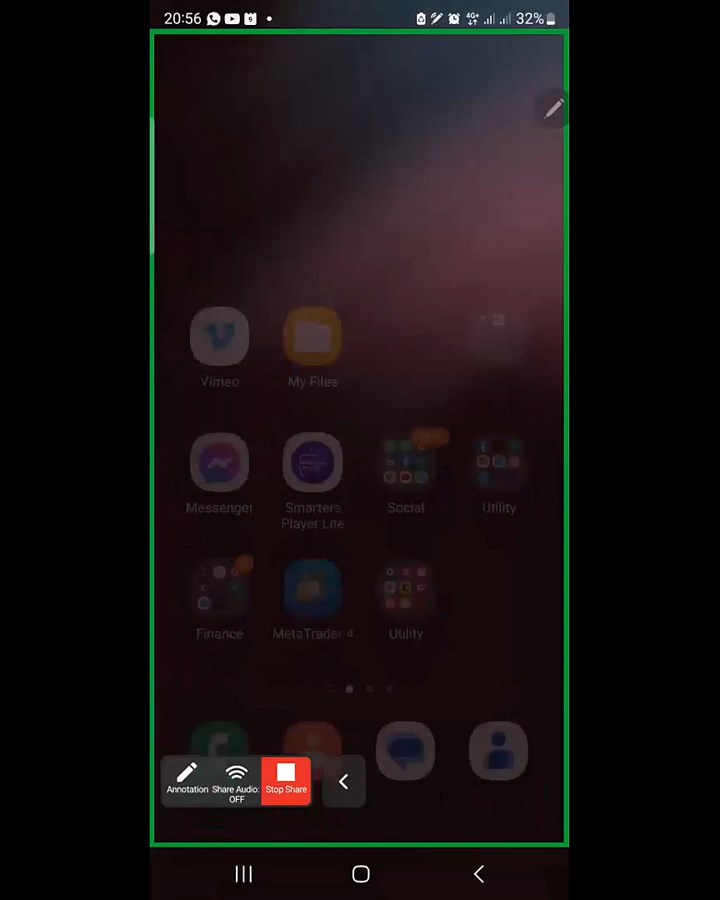 20:56
4G+
32%
Vimeo
My Files
Messenger
Smarters
Player Lite
Social
Utility
Finance
MetaTrader 4
Utility
Annotation
Share Audio:
OFF
Stop Share